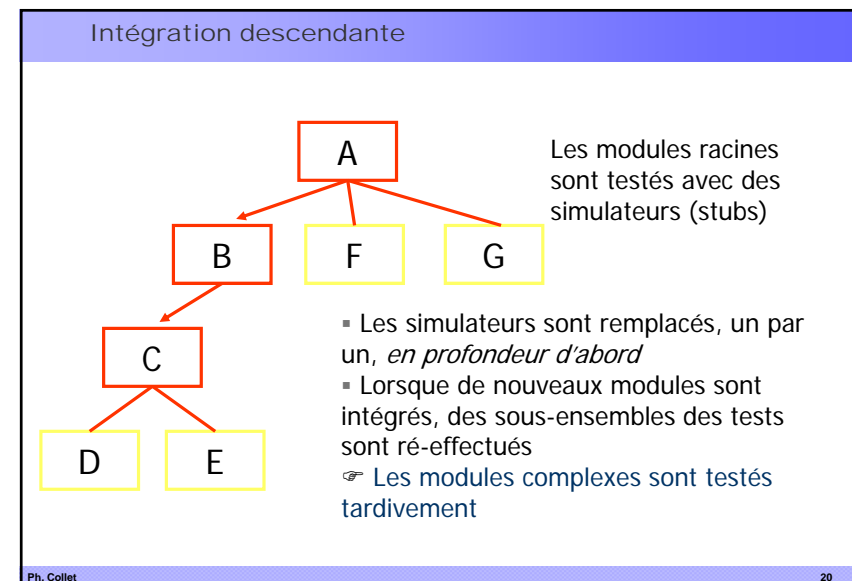 Intégration descendante
A
Les modules racines
sont testés avec des
simulateurs (stubs)
B
F
G
▪ Les simulateurs sont remplacés, un par
un, en profondeur d'abord
C
▪ Lorsque de nouveaux modules sont
intégrés, des sous-ensembles des tests
sont ré-effectués
D
E
☞ Les modules complexes sont testés
tardivement
Ph. Collet
20